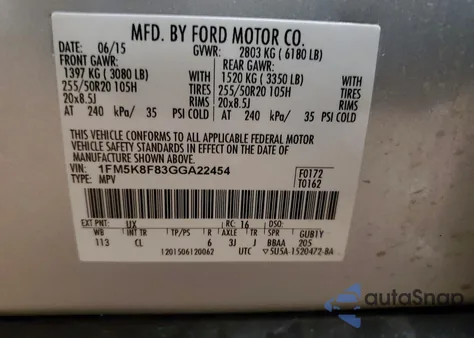 MFD. BY FORD MOTOR CO.
DATE: 06/15 GVWR: 2803 KG ( 6180 LB)
FRONT GAWR: REAR GAWR:
1397 KG ( 3080 LB) 1520 KG ( 3350 LB)
255/50R20 105H TIRES 255/50R20 105H TIRES
20x8.5J RIMS 20x8.5J RIMS
AT 240 kPa/ 35 PSI COLD AT 240 kPa/ 35 PSI COLD
THIS VEHICLE CONFORMS TO ALL APPLICABLE FEDERAL MOTOR
VEHICLE SAFETY STANDARDS IN EFFECT ON THE DATE OF
MANUFACTURE SHOWN ABOVE.
VIN: 1FM5K8F83GGA22454 F0172
TYPE: MPV T0162
EXT PNT: UX RC: 16 DSO:
WB INT TR TP/PS R AXLE TR SPR GUB1Y
113 CL 6 3J J BBAA 205
1201506120062 UTC 5U5A-1520472-BA
autoSnap